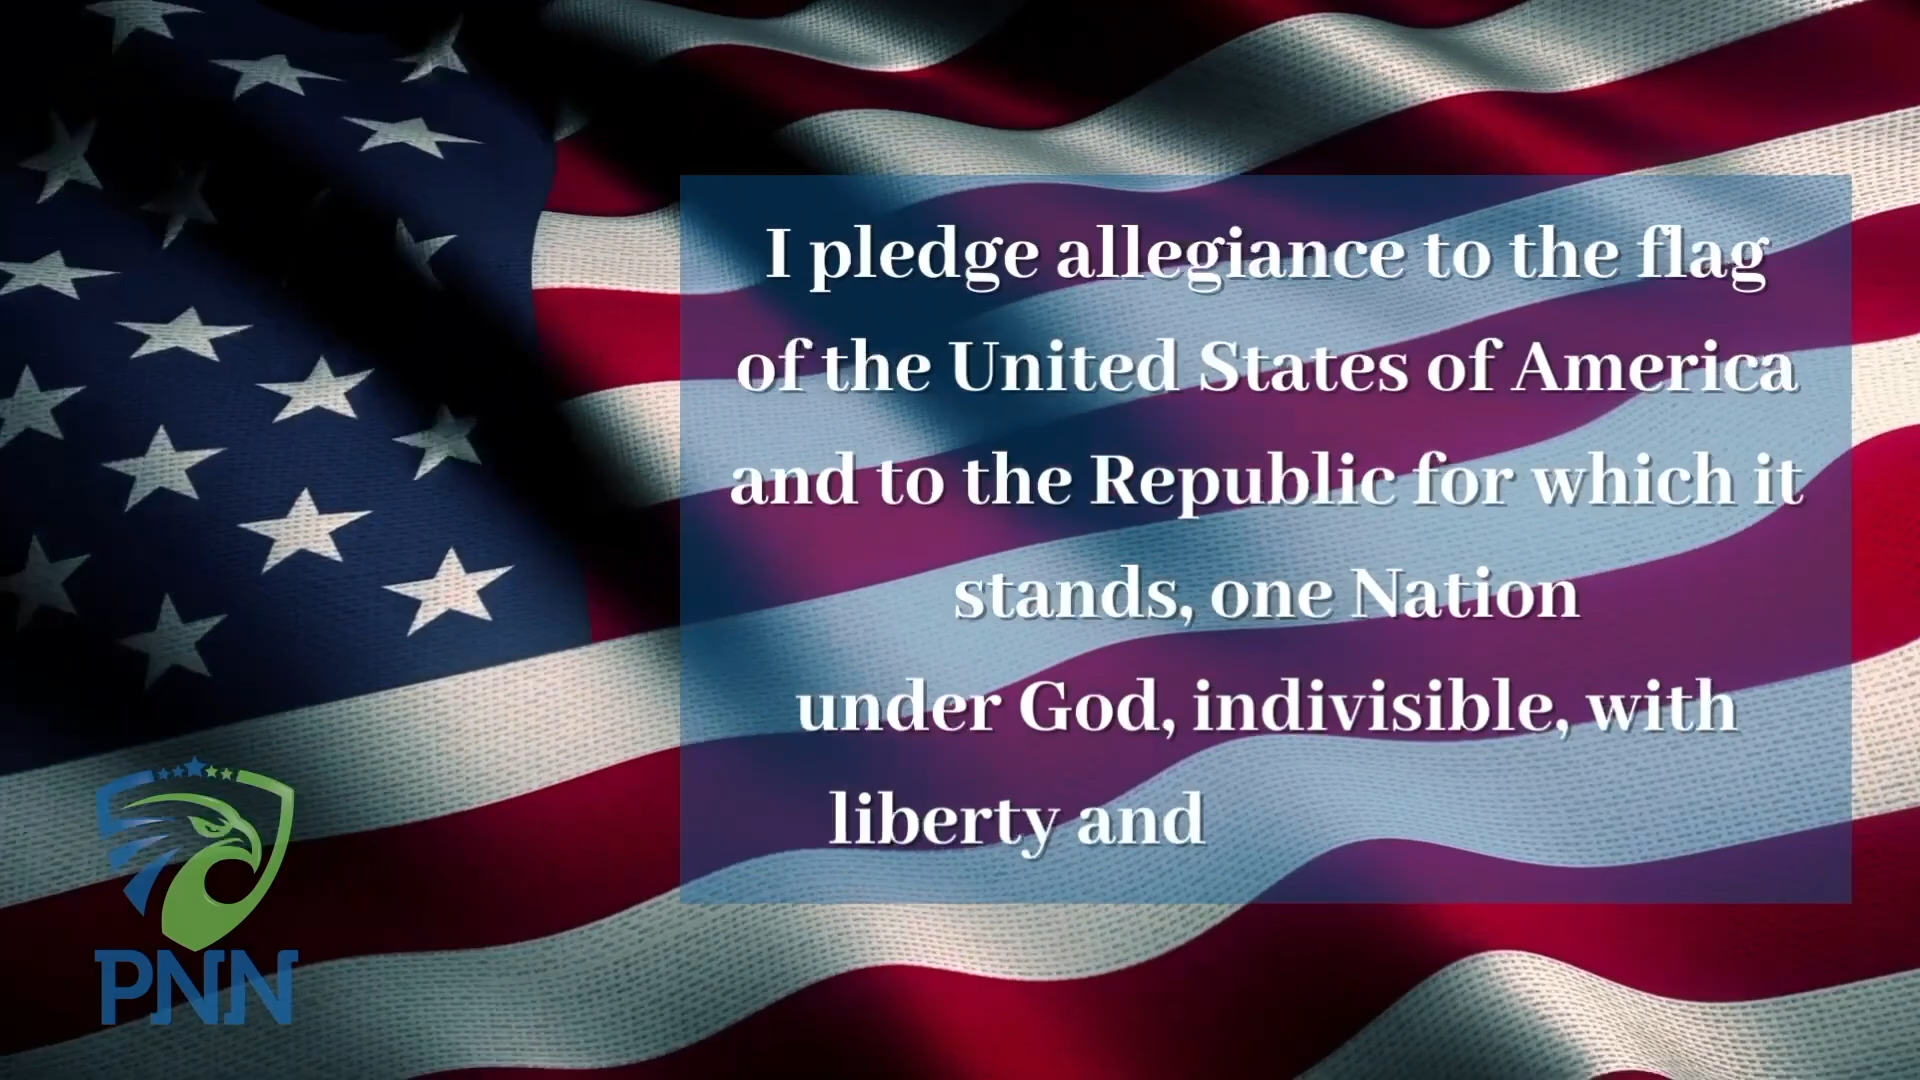 I pledge allegiance to the flag
of the United States of America
and to the Republic for which it
stands, one Nation
under God, indivisible, with
liberty and
PNN